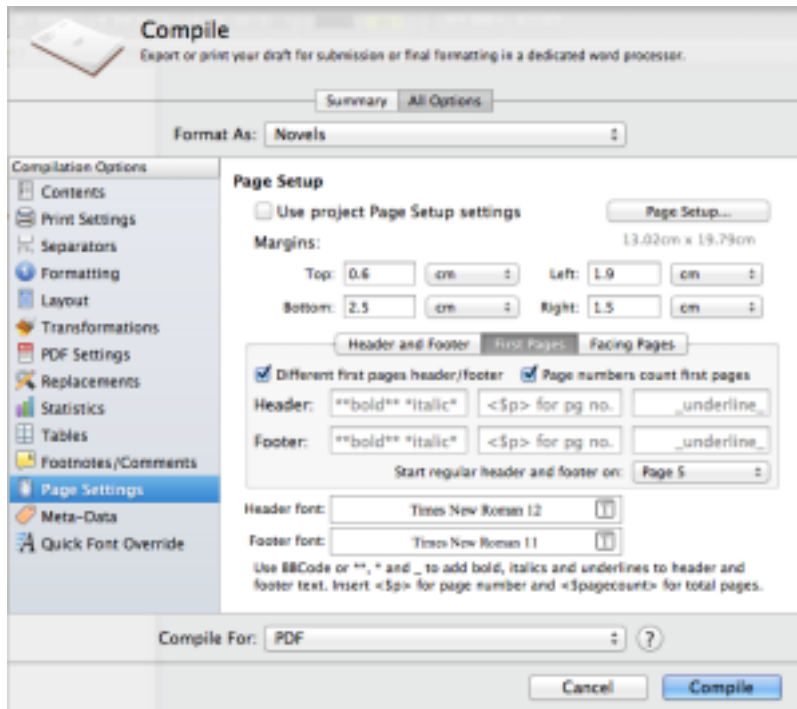 Compile
Export or print your draft for submission or final formatting in a dedicated word processor.
Summary All Options
Format As: Novels
Compilation Options
Contents
Print Settings
Separators
Formatting
Layout
Transformations
PDF Settings
Replacements
Statistics
Tables
Footnotes/Comments
Page Settings
Meta-Data
Quick Font Override
Page Setup
Use project Page Setup settings Page Setup...
Margins: 13.02cm x 19.79cm
Top: 0.6 cm Left: 1.9 cm
Bottom: 2.5 cm Right: 1.5 cm
Header and Footer First Pages Facing Pages
Different first pages header/footer Page numbers count first pages
Header: **bold** *italic* <$p> for pg no. _underline_
Footer: **bold** *italic* <$p> for pg no. _underline_
Start regular header and footer on: Page 5
Header font: Times New Roman 12
Footer font: Times New Roman 11
Use BBCode or **, * and _ to add bold, italics and underlines to header and
footer text. Insert <$p> for page number and <$pagecount> for total pages.
Compile For: PDF ?
Cancel Compile